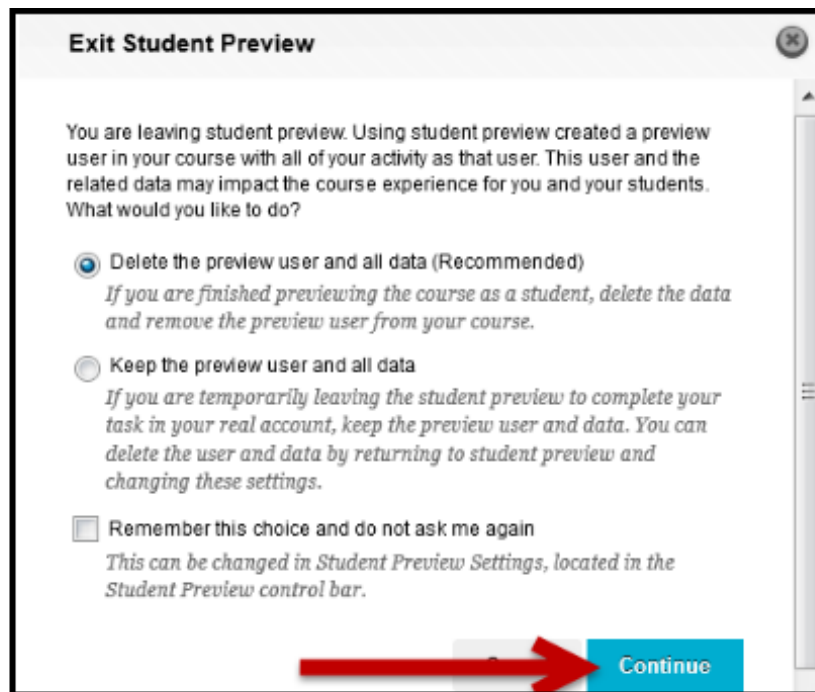 Exit Student Preview
You are leaving student preview. Using student preview created a preview
user in your course with all of your activity as that user. This user and the
related data may impact the course experience for you and your students.
What would you like to do?
Delete the preview user and all data (Recommended)
If you are finished previewing the course as a student, delete the data
and remove the preview user from your course.
Keep the preview user and all data
If you are temporarily leaving the student preview to complete your
task in your real account, keep the preview user and data. You can
delete the user and data by returning to student preview and
changing these settings.
Remember this choice and do not ask me again
This can be changed in Student Preview Settings, located in the
Student Preview control bar.
Continue